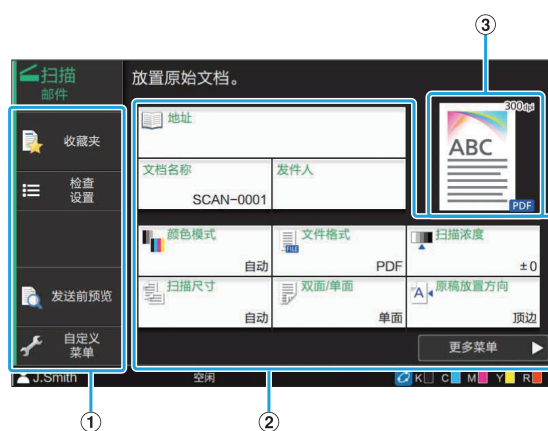 ③
扫描
邮件
放置原始文档。
300dpi
ABC
PDF
收藏夹
检查
设置
发送前预览
自定义
菜单
地址
文档名称
SCAN-0001
发件人
颜色模式
自动
文件格式
FILE
PDF
扫描浓度
±0
扫描尺寸
自动
双面/单面
单面
A
原稿放置方向
顶边
更多菜单
J.Smith
空闲
K C M Y R
①
②